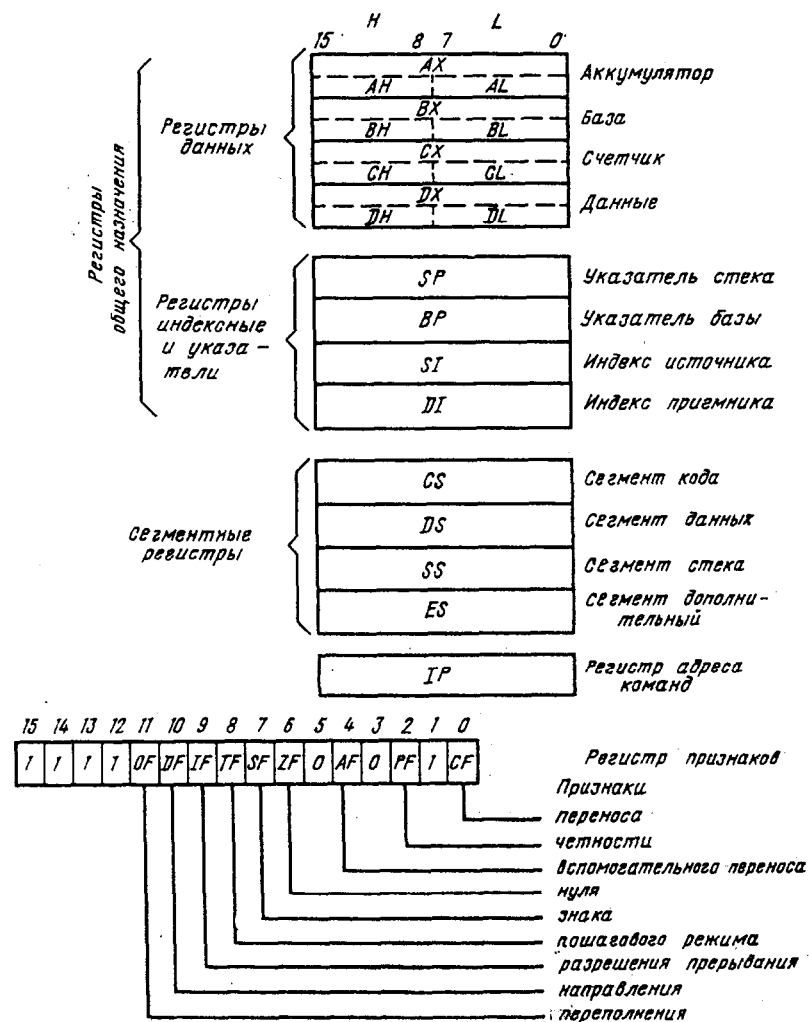 H L
15 8 7 0
AX
AH AL
Аккумулятор
BX
BH BL
База
CX
CH CL
Счетчик
DX
DH DL
Данные
Регистры
данных
Регистры
общего назначения
Регистры
индексные
и указа-
тели
SP
Указатель стека
BP
Указатель базы
SI
Индекс источника
DI
Индекс приемника
Сегментные
регистры
CS
Сегмент кода
DS
Сегмент данных
SS
Сегмент стека
ES
Сегмент дополни-
тельный
IP
Регистр адреса
команд
15 14 13 12 11 10 9 8 7 6 5 4 3 2 1 0
1 1 1 1 OF DF IF TF SF ZF 0 AF 0 PF 1 CF
Регистр признаков
Признаки
переноса
четности
вспомогательного переноса
нуля
знака
пошагового режима
разрешения прерывания
направления
переполнения